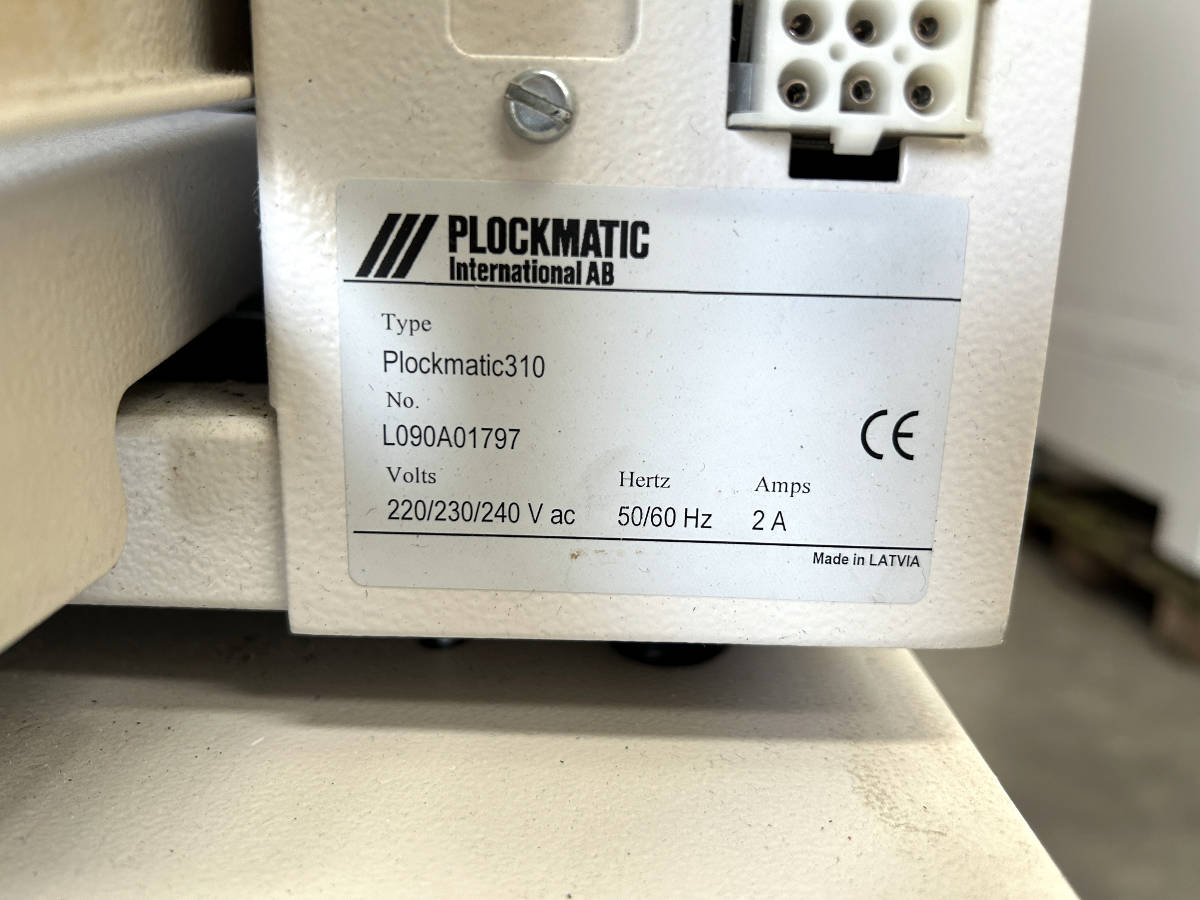 PLOCKMATIC
International AB
Type
Plockmatic310
No.
L090A01797
Volts Hertz Amps
220/230/240 V ac 50/60 Hz 2 A
CE
Made in LATVIA